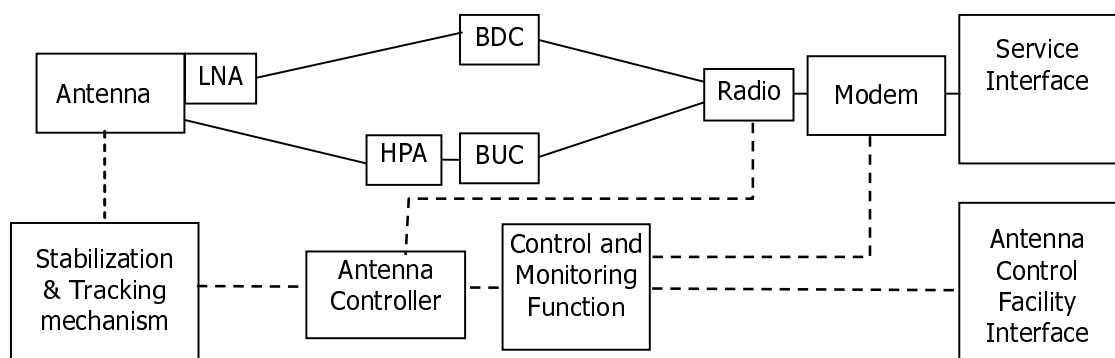 Antenna
LNA
BDC
HPA
BUC
Radio
Modem
Service
Interface
Stabilization
& Tracking
mechanism
Antenna
Controller
Control and
Monitoring
Function
Antenna
Control
Facility
Interface